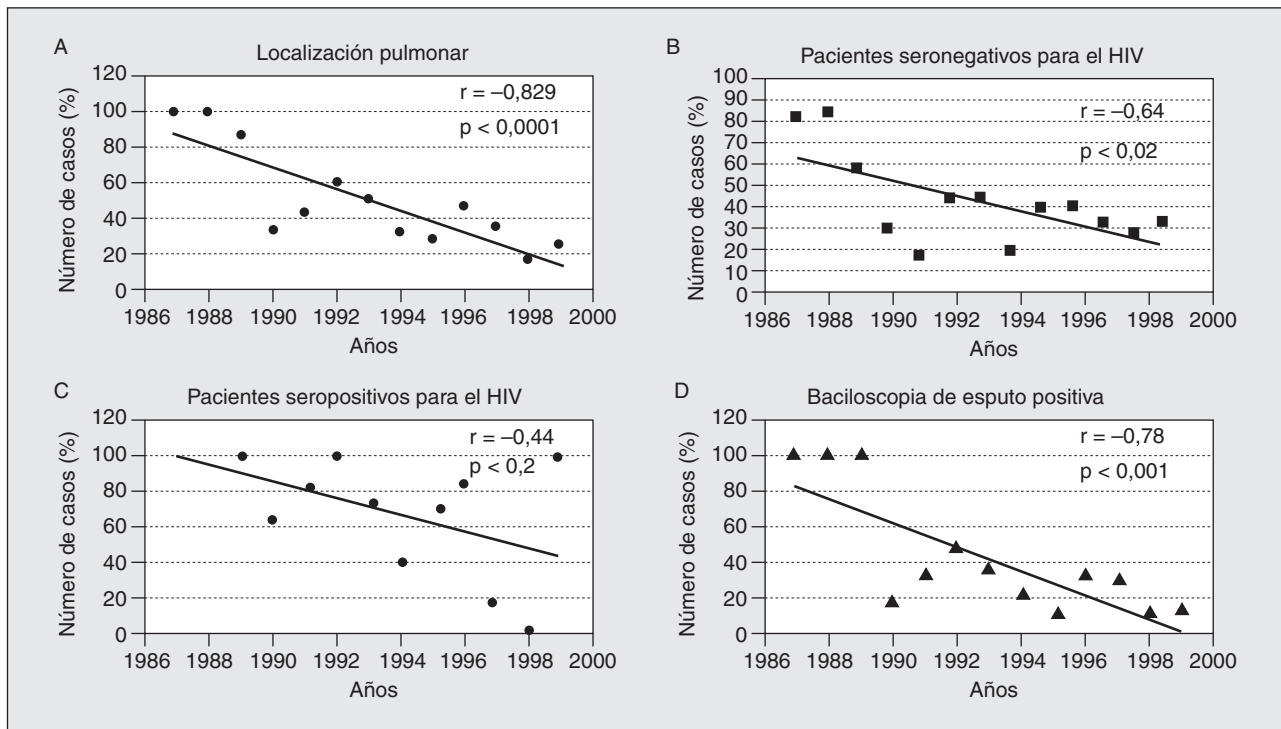 A
Localización pulmonar
r = –0,829
p < 0,0001
Número de casos (%)
120
100
80
60
40
20
0
1986 1988 1990 1992 1994 1996 1998 2000
Años
B
Pacientes seronegativos para el HIV
r = –0,64
p < 0,02
Número de casos (%)
100
90
80
70
60
50
40
30
20
10
0
1986 1988 1990 1992 1994 1996 1998 2000
Años
C
Pacientes seropositivos para el HIV
r = –0,44
p < 0,2
Número de casos (%)
120
100
80
60
40
20
0
1986 1988 1990 1992 1994 1996 1998 2000
Años
D
Baciloscopia de esputo positiva
r = –0,78
p < 0,001
Número de casos (%)
120
100
80
60
40
20
0
1986 1988 1990 1992 1994 1996 1998 2000
Años